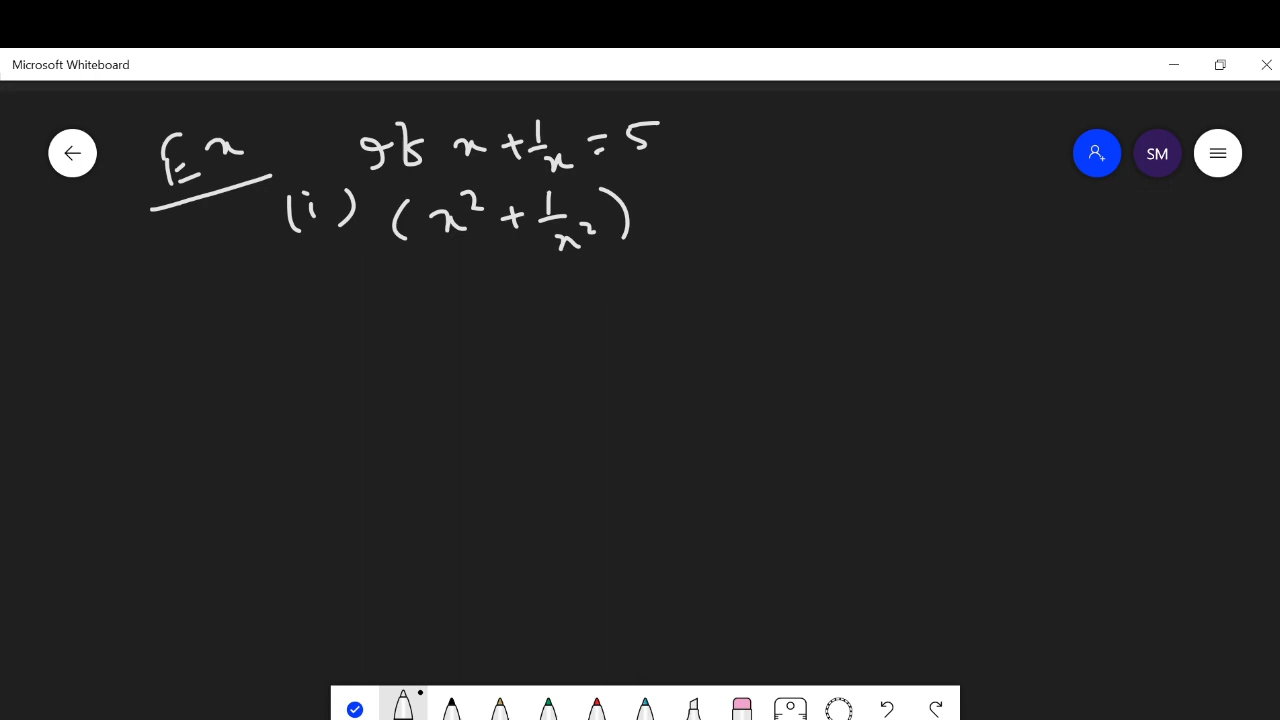 Microsoft Whiteboard
Ex If x + 1/x = 5
(i) (x² + 1/x²)
SM